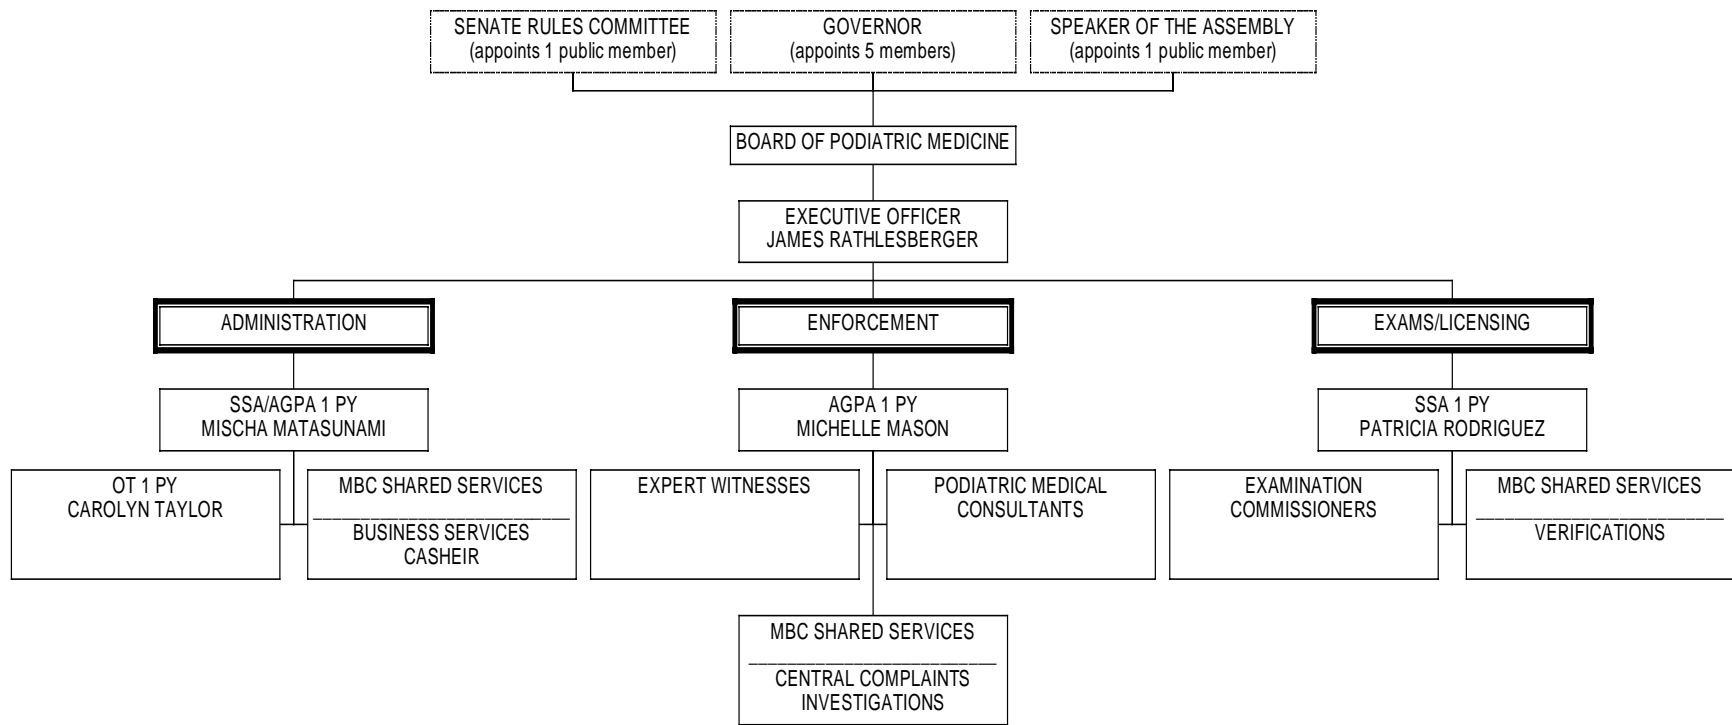 SENATE RULES COMMITTEE
(appoints 1 public member)
GOVERNOR
(appoints 5 members)
SPEAKER OF THE ASSEMBLY
(appoints 1 public member)
BOARD OF PODIATRIC MEDICINE
EXECUTIVE OFFICER
JAMES RATHLESBERGER
ADMINISTRATION
ENFORCEMENT
EXAMS/LICENSING
SSA/AGPA 1 PY
MISCHA MATASUNAMI
AGPA 1 PY
MICHELLE MASON
SSA 1 PY
PATRICIA RODRIGUEZ
OT 1 PY
CAROLYN TAYLOR
MBC SHARED SERVICES
BUSINESS SERVICES
CASHEIR
EXPERT WITNESSES
PODIATRIC MEDICAL
CONSULTANTS
EXAMINATION
COMMISSIONERS
MBC SHARED SERVICES
VERIFICATIONS
MBC SHARED SERVICES
CENTRAL COMPLAINTS
INVESTIGATIONS